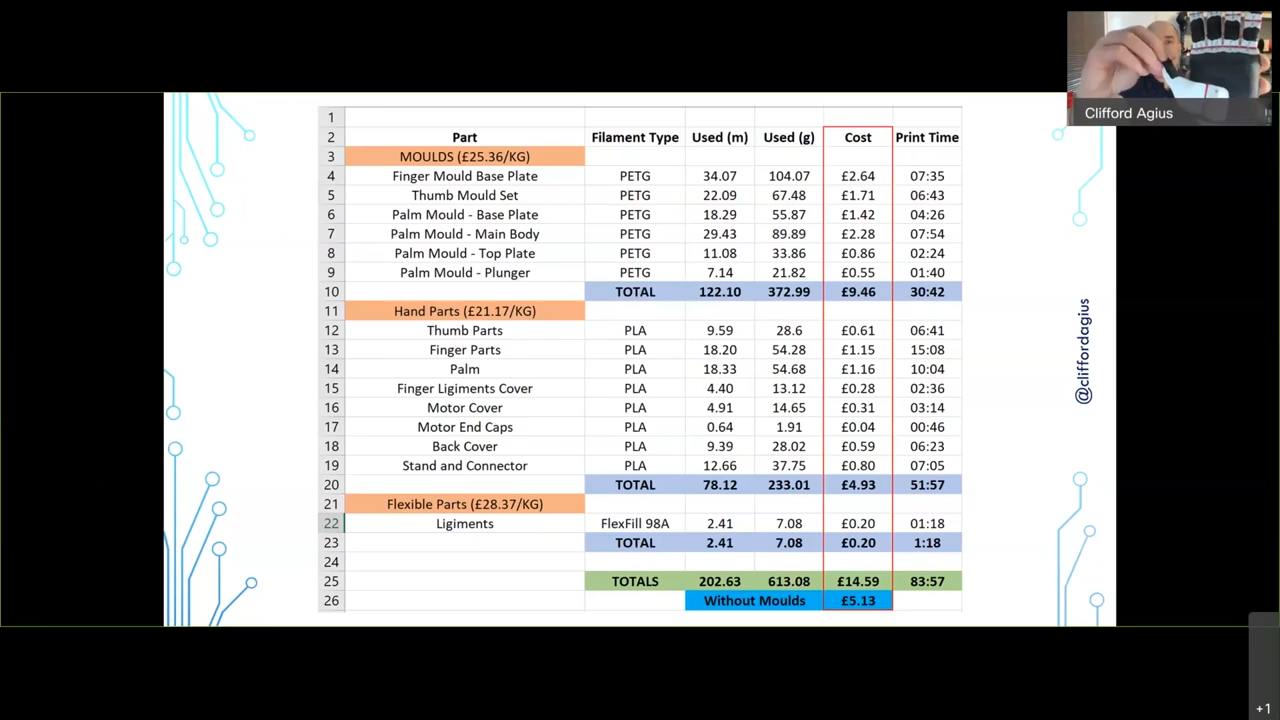 Clifford Agius
1
2 Part Filament Type Used (m) Used (g) Cost Print Time
3 MOULDS (£25.36/KG)
4 Finger Mould Base Plate PETG 34.07 104.07 £2.64 07:35
5 Thumb Mould Set PETG 22.09 67.48 £1.71 06:43
6 Palm Mould - Base Plate PETG 18.29 55.87 £1.42 04:26
7 Palm Mould - Main Body PETG 29.43 89.89 £2.28 07:54
8 Palm Mould - Top Plate PETG 11.08 33.86 £0.86 02:24
9 Palm Mould - Plunger PETG 7.14 21.82 £0.55 01:40
10 TOTAL 122.10 372.99 £9.46 30:42
11 Hand Parts (£21.17/KG)
12 Thumb Parts PLA 9.59 28.6 £0.61 06:41
13 Finger Parts PLA 18.20 54.28 £1.15 15:08
14 Palm PLA 18.33 54.68 £1.16 10:04
15 Finger Ligiments Cover PLA 4.40 13.12 £0.28 02:36
16 Motor Cover PLA 4.91 14.65 £0.31 03:14
17 Motor End Caps PLA 0.64 1.91 £0.04 00:46
18 Back Cover PLA 9.39 28.02 £0.59 06:23
19 Stand and Connector PLA 12.66 37.75 £0.80 07:05
20 TOTAL 78.12 233.01 £4.93 51:57
21 Flexible Parts (£28.37/KG)
22 Ligiments FlexFill 98A 2.41 7.08 £0.20 01:18
23 TOTAL 2.41 7.08 £0.20 1:18
24
25 TOTALS 202.63 613.08 £14.59 83:57
26 Without Moulds £5.13
@cliffordagius
+1